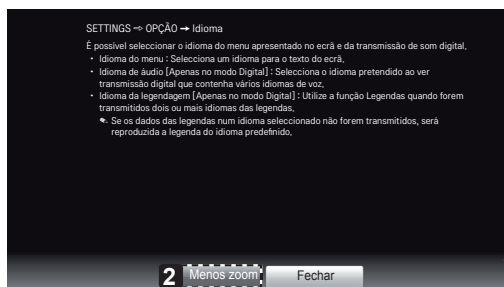 SETTINGS ⇨ OPÇÃO ➙ Idioma
É possível seleccionar o idioma do menu apresentado no ecrã e da transmissão de som digital.
• Idioma do menu : Selecciona um idioma para o texto do ecrã.
• Idioma de áudio [Apenas no modo Digital] : Selecciona o idioma pretendido ao ver
transmissão digital que contenha vários idiomas de voz.
• Idioma da legendagem [Apenas no modo Digital] : Utilize a função Legendas quando forem
transmitidos dois ou mais idiomas das legendas.
✎ Se os dados das legendas num idioma seleccionado não forem transmitidos, será
reproduzida a legenda do idioma predefinido.
2 Menos zoom Fechar